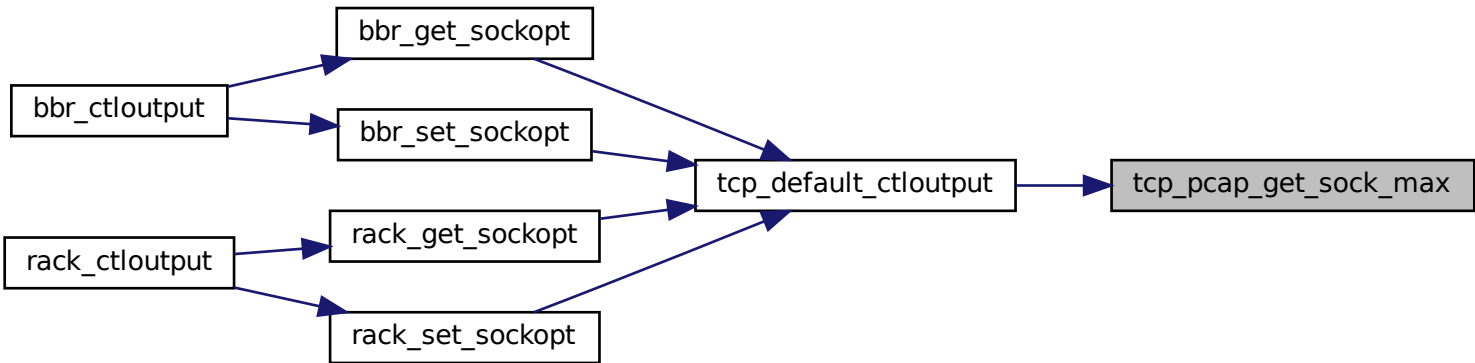 bbr_get_sockopt
bbr_ctloutput
bbr_set_sockopt
tcp_default_ctloutput
tcp_pcap_get_sock_max
rack_get_sockopt
rack_ctloutput
rack_set_sockopt